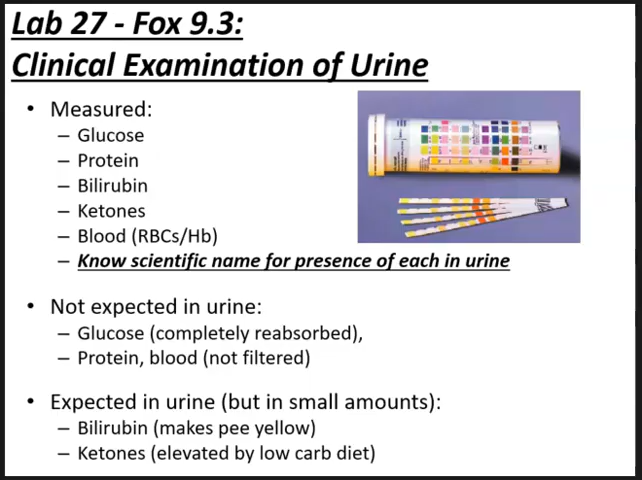 Lab 27 - Fox 9.3:
Clinical Examination of Urine
• Measured:
– Glucose
– Protein
– Bilirubin
– Ketones
– Blood (RBCs/Hb)
– Know scientific name for presence of each in urine
• Not expected in urine:
– Glucose (completely reabsorbed),
– Protein, blood (not filtered)
• Expected in urine (but in small amounts):
– Bilirubin (makes pee yellow)
– Ketones (elevated by low carb diet)